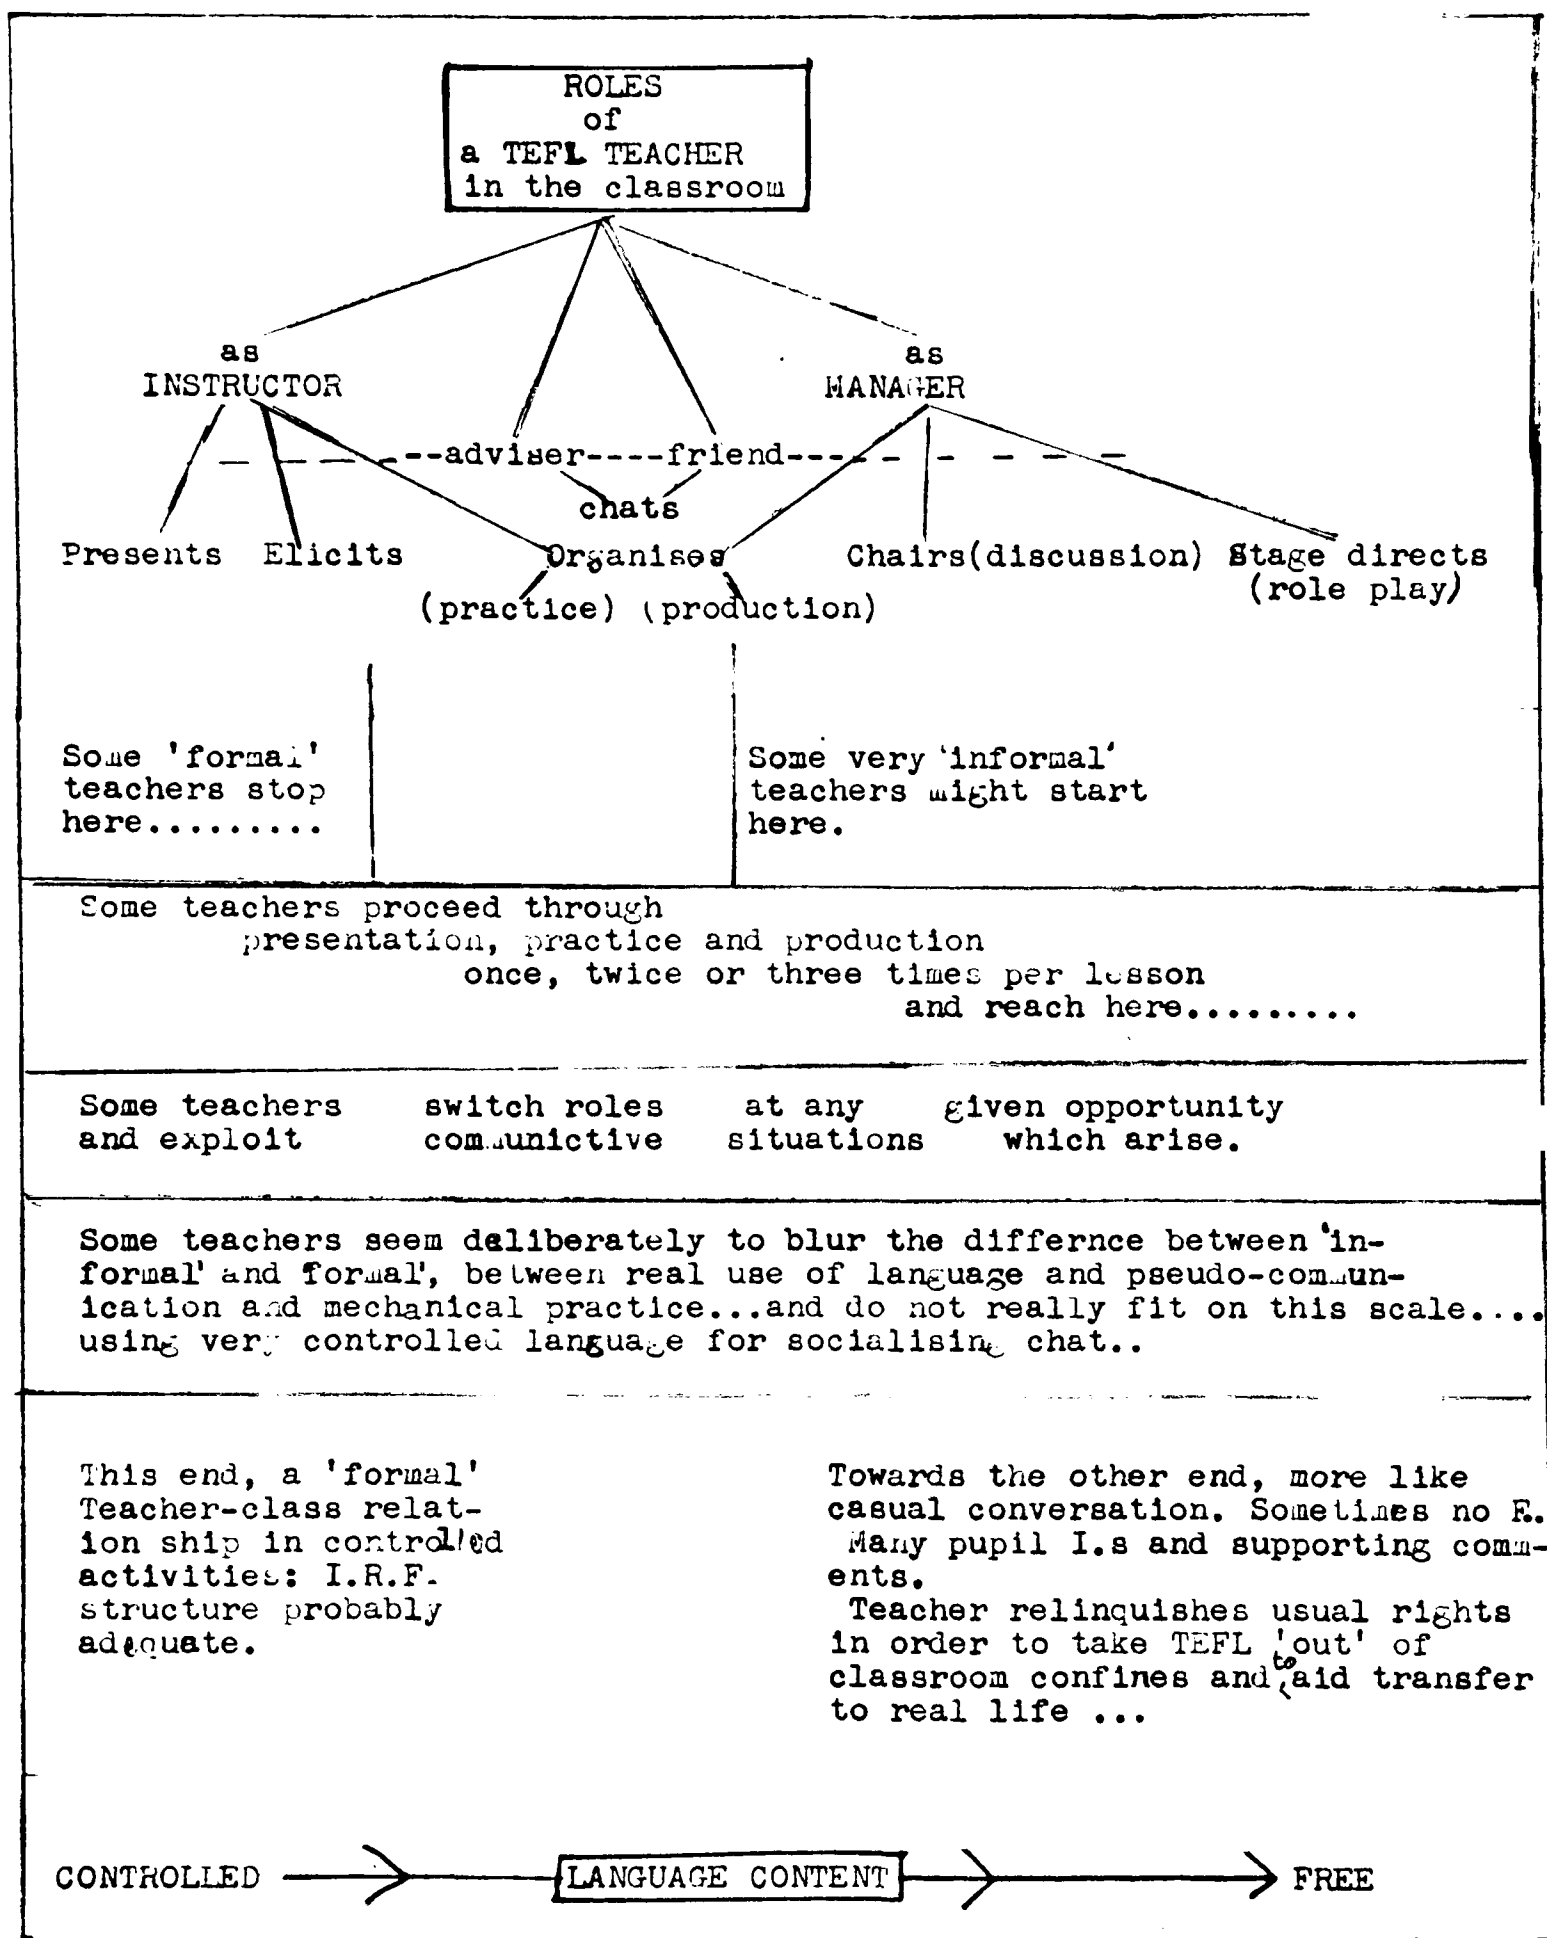 ROLES
of
a TEFL TEACHER
in the classroom
as
INSTRUCTOR
as
MANAGER
--adviser----friend---
chats
Presents Elicits Organises Chairs(discussion) Stage directs
(practice) (production) (role play)
Some 'formal'
teachers stop
here.........
Some very 'informal'
teachers might start
here.
Some teachers proceed through
presentation, practice and production
once, twice or three times per lesson
and reach here.........
Some teachers switch roles at any given opportunity
and exploit communictive situations which arise.
Some teachers seem deliberately to blur the differnce between 'in-
formal' and formal', between real use of language and pseudo-commun-
ication and mechanical practice...and do not really fit on this scale....
using very controlled language for socialising chat..
This end, a 'formal'
Teacher-class relat-
ion ship in controlled
activities: I.R.F.
structure probably
adequate.
Towards the other end, more like
casual conversation. Sometimes no F.
Many pupil I.s and supporting comm-
ents.
Teacher relinquishes usual rights
in order to take TEFL 'out' of
classroom confines and to aid transfer
to real life ...
CONTROLLED LANGUAGE CONTENT FREE